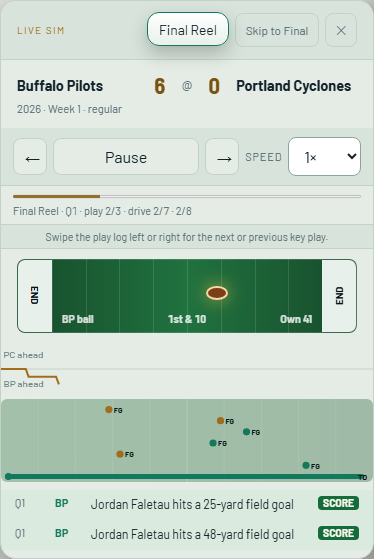 LIVE SIM
Final Reel
Skip to Final
×
Buffalo Pilots 6 @ 0 Portland Cyclones
2026 · Week 1 · regular
← Pause → SPEED 1×
Final Reel · Q1 · play 2/3 · drive 2/7 · 2/8
Swipe the play log left or right for the next or previous key play.
END
BP ball 1st & 10 Own 41
END
PC ahead
BP ahead
FG
FG
FG
FG
FG
FG
TD
Q1 BP Jordan Faletau hits a 25-yard field goal SCORE
Q1 BP Jordan Faletau hits a 48-yard field goal SCORE